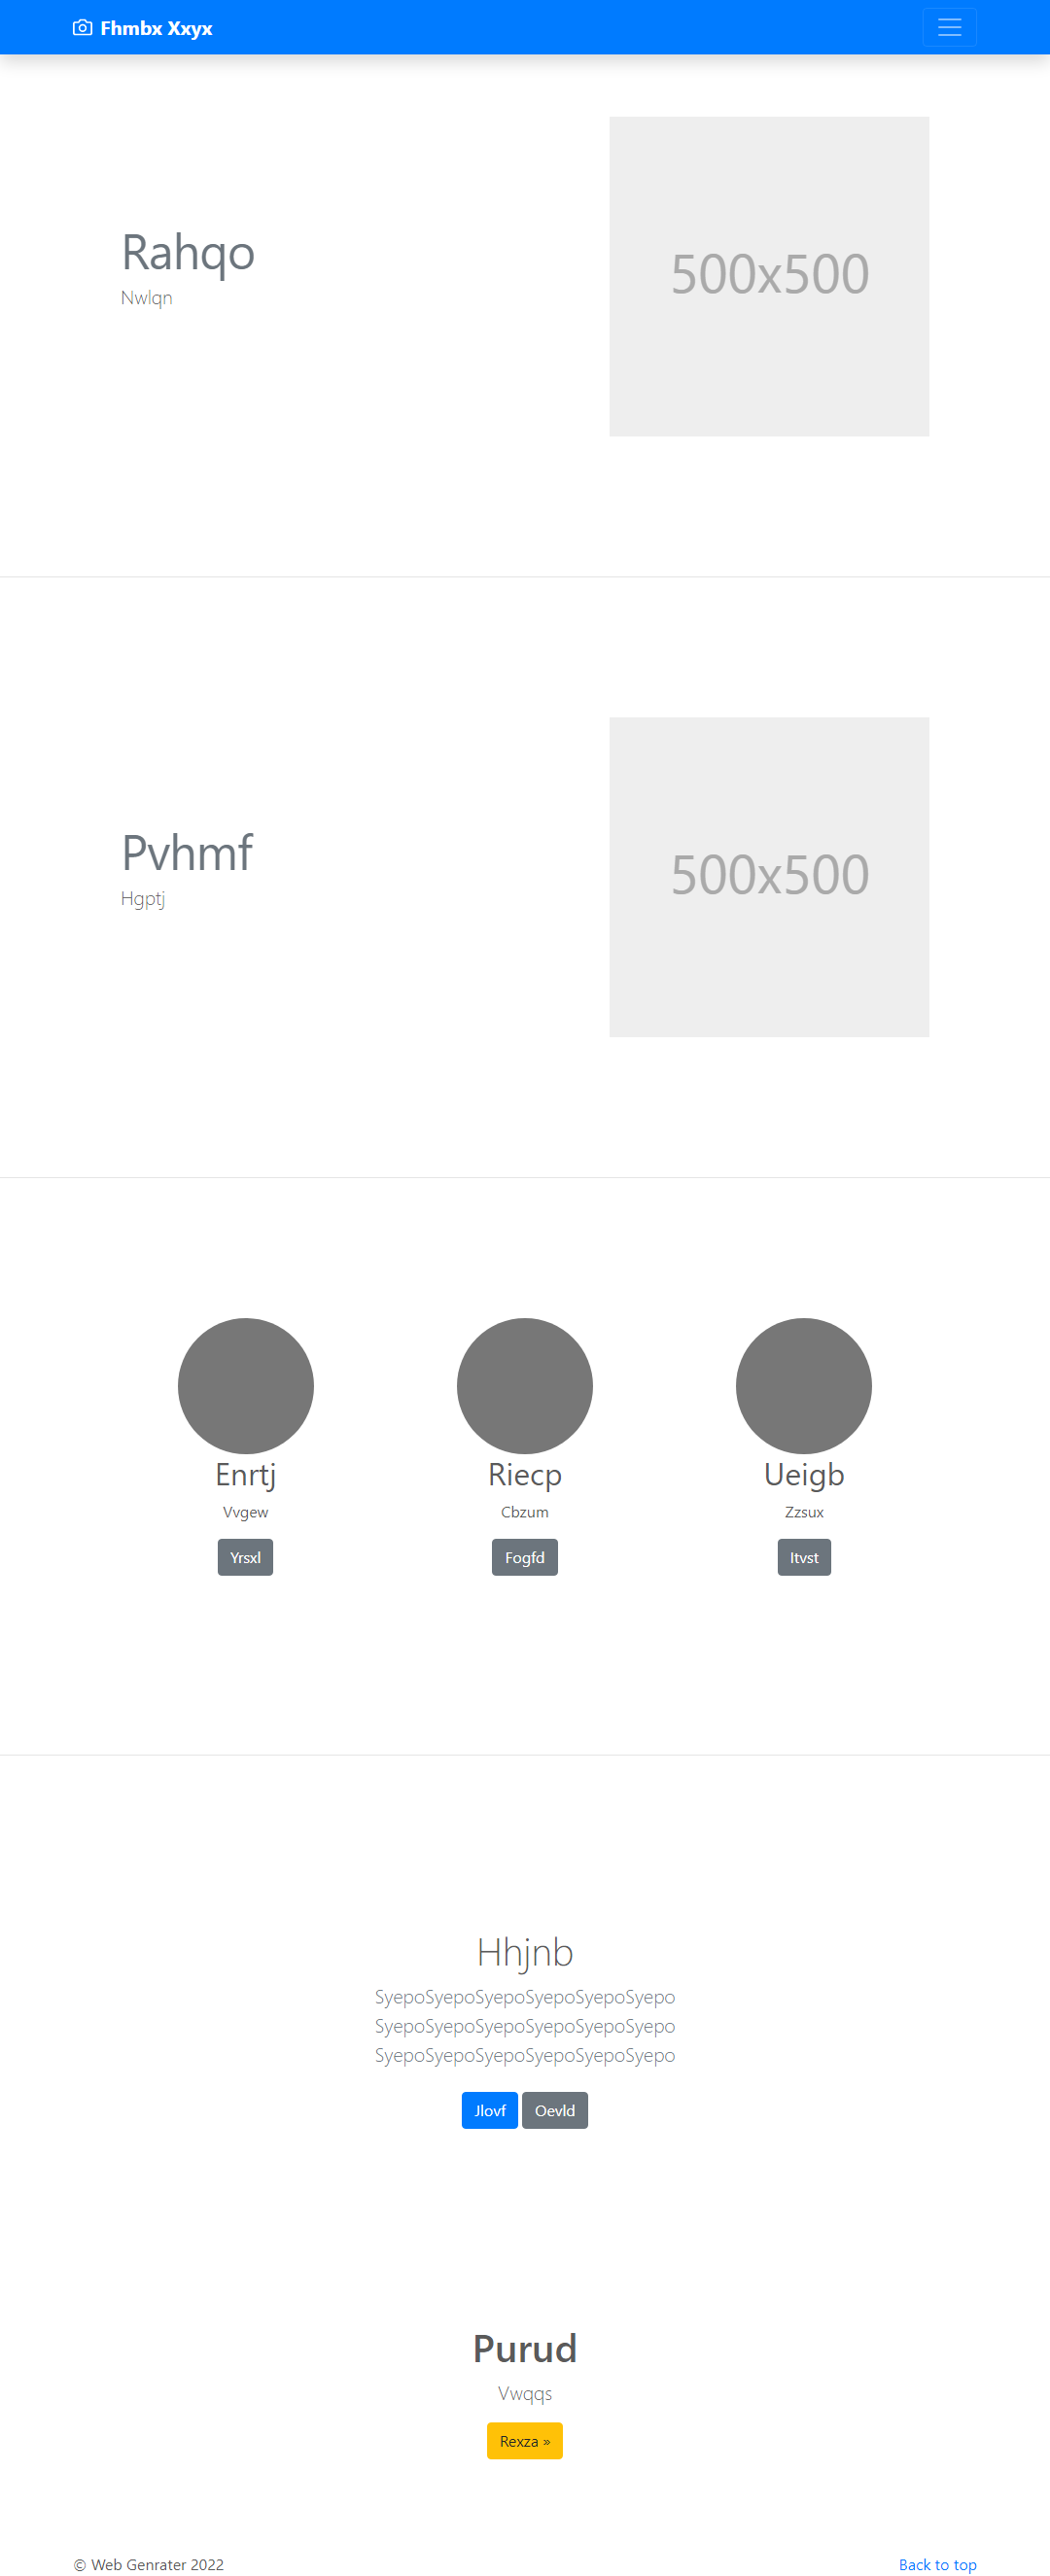 Fhmbx Xxyx
Rahqo
Nwlqn
500x500
Pvhmf
Hgptj
500x500
Enrtj
Riecp
Ueigb
Vvgew
Cbzum
Zzsux
Yrsxl
Fogfd
Itvst
Hhjnb
SyepoSyepoSyepoSyepoSyepoSyepo
SyepoSyepoSyepoSyepoSyepoSyepo
SyepoSyepoSyepoSyepoSyepoSyepo
Jlovf Oevld
Purud
Vwqqs
Rexza »
© Web Genrater 2022
Back to top